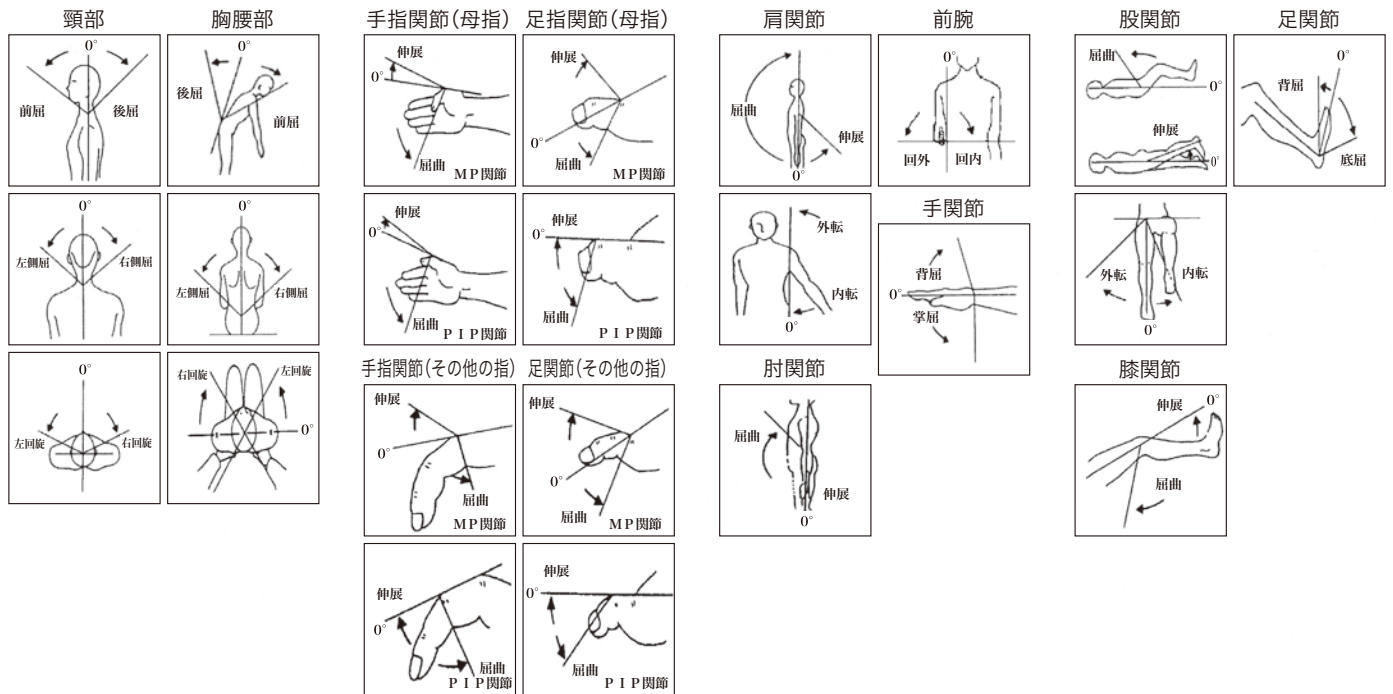 頸部
0°
前屈
後屈
0°
左側屈
右側屈
0°
左回旋
右回旋
胸腰部
0°
後屈
前屈
0°
左側屈
右側屈
右回旋
左回旋
0°
手指関節(母指)
伸展
0°
屈曲
MP関節
伸展
0°
屈曲
PIP関節
足指関節(母指)
伸展
0°
屈曲
MP関節
伸展
0°
屈曲
PIP関節
手指関節(その他の指)
伸展
0°
屈曲
MP関節
伸展
0°
屈曲
PIP関節
足関節(その他の指)
伸展
0°
屈曲
MP関節
伸展
0°
屈曲
PIP関節
肩関節
屈曲
伸展
0°
外転
内転
0°
前腕
0°
回外
回内
手関節
背屈
0°
掌屈
肘関節
屈曲
伸展
0°
股関節
屈曲
0°
伸展
0°
外転
内転
0°
足関節
0°
背屈
底屈
膝関節
0°
伸展
屈曲